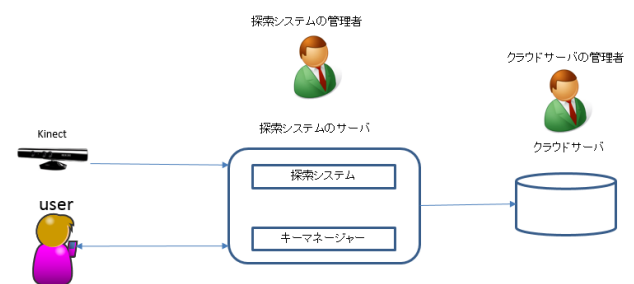 探索システムの管理者
クラウドサーバの管理者
探索システムのサーバ
Kinect
クラウドサーバ
探索システム
user
キーマネージャー